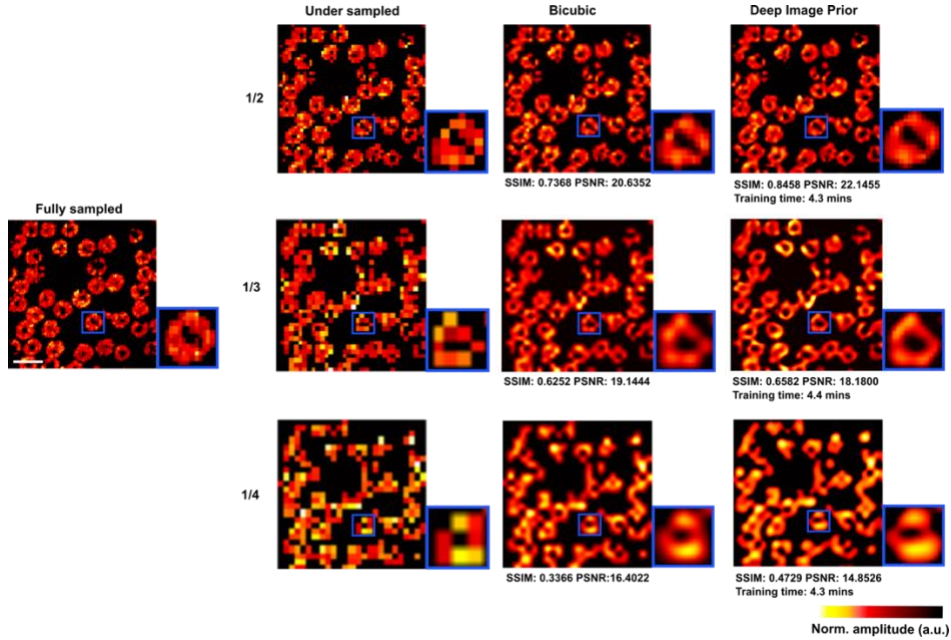 Under sampled Bicubic Deep Image Prior
1/2
SSIM: 0.7368 PSNR: 20.6352
SSIM: 0.8458 PSNR: 22.1455
Training time: 4.3 mins
Fully sampled
1/3
SSIM: 0.6252 PSNR: 19.1444
SSIM: 0.6582 PSNR: 18.1800
Training time: 4.4 mins
1/4
SSIM: 0.3366 PSNR:16.4022
SSIM: 0.4729 PSNR: 14.8526
Training time: 4.3 mins
Norm. amplitude (a.u.)